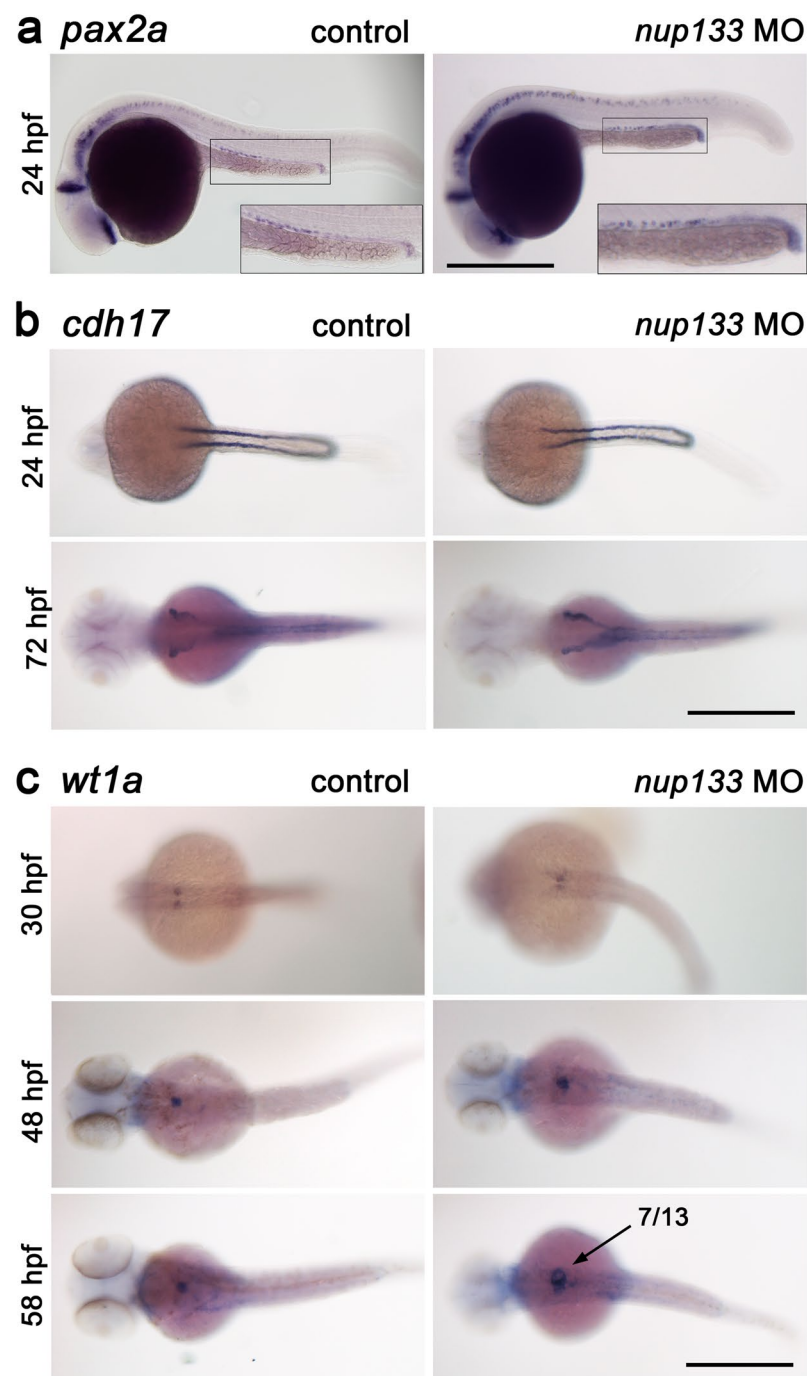 a pax2a control nup133 MO
24 hpf
b cdh17 control nup133 MO
24 hpf
72 hpf
c wt1a control nup133 MO
30 hpf
48 hpf
58 hpf
7/13